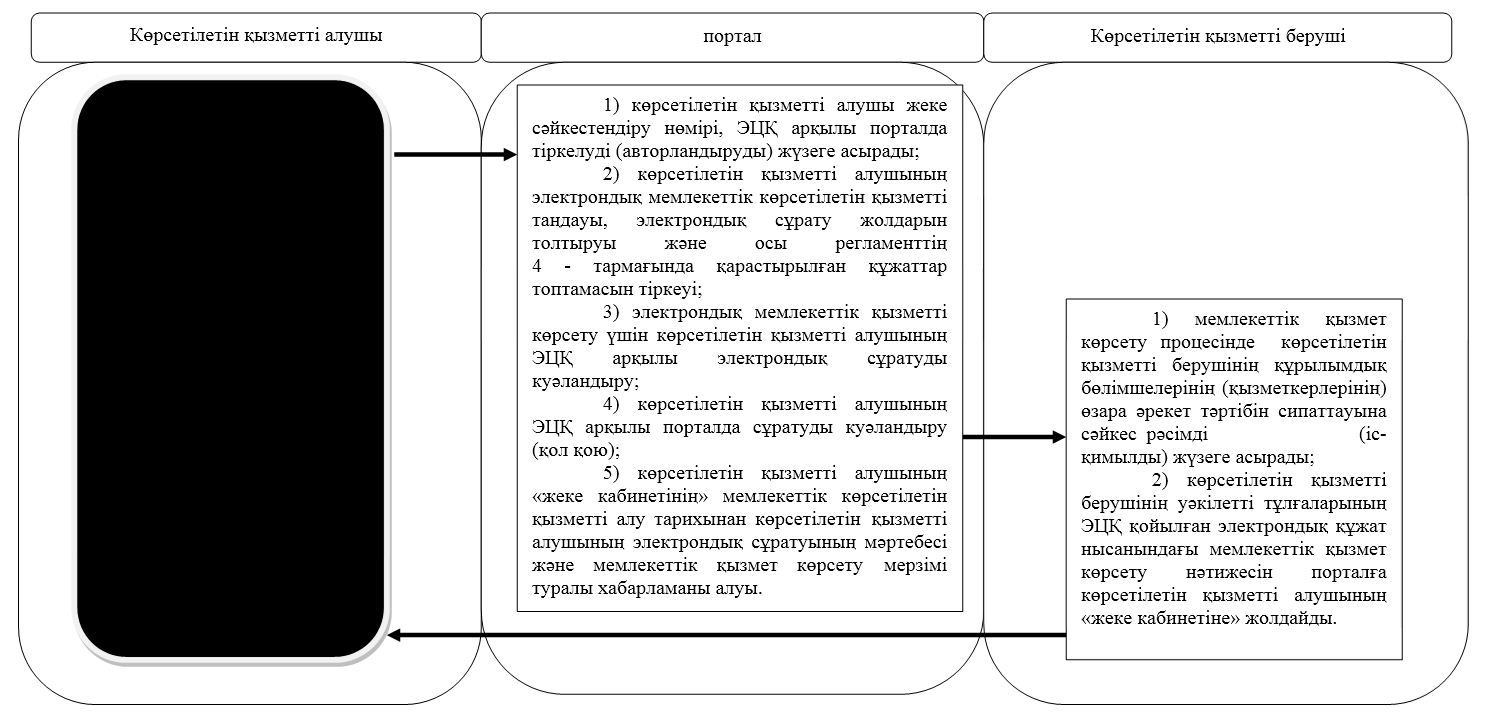 Көрсетілетін қызметті алушы
портал
Көрсетілетін қызметті беруші
1) көрсетілетін қызметті алушы жеке
сәйкестендіру нөмірі, ЭЦҚ арқылы порталда
тіркелуді (авторландыруды) жүзеге асырады;
2) көрсетілетін қызметті алушының
электрондық мемлекеттік көрсетілетін қызметті
тандауы, электрондық сұрату жолдарын
толтыруы және осы регламенттің
4 - тармағында қарастырылған құжаттар
топтамасын тіркеуі;
3) электрондық мемлекеттік қызметті
көрсету үшін көрсетілетін қызметті алушының
ЭЦҚ арқылы электрондық сұратуды
куәландыру;
4) көрсетілетін қызметті алушының
ЭЦҚ арқылы порталда сұратуды куәландыру
(қол қою);
5) көрсетілетін қызметті алушының
«жеке кабинетінің» мемлекеттік көрсетілетін
қызметті алу тарихынан көрсетілетін қызметті
алушының электрондық сұратуының мәртебесі
және мемлекеттік қызмет көрсету мерзімі
туралы хабарламаны алуы.
1) мемлекеттік қызмет
көрсету процесінде көрсетілетін
қызметті берушінің құрылымдық
бөлімшелерінің (қызметкерлерінің)
өзара әрекет тәртібін сипаттауына
сәйкес рәсімді (іс-
қимылды) жүзеге асырады;
2) көрсетілетін қызметті
берушінің уәкілетті тұлғаларының
ЭЦҚ қойылған электрондық құжат
нысанындағы мемлекеттік қызмет
көрсету нәтижесін порталға
көрсетілетін қызметті алушының
«жеке кабинетіне» жолдайды.